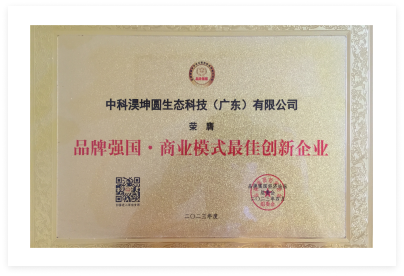 中科淏坤圆生态科技（广东）有限公司
荣膺
品牌强国·商业模式最佳创新企业
二〇二三年度